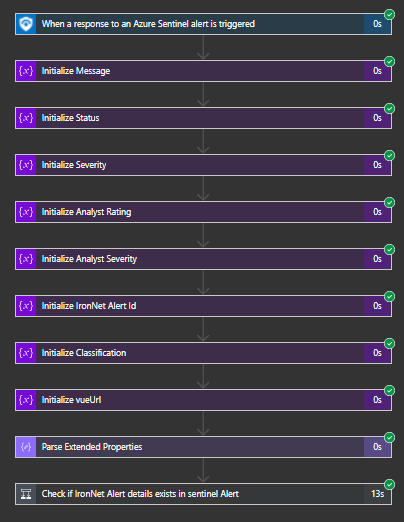 When a response to an Azure Sentinel alert is triggered 0s
{x} Initialize Message 0s
{x} Initialize Status 0s
{x} Initialize Severity 0s
{x} Initialize Analyst Rating 0s
{x} Initialize Analyst Severity 0s
{x} Initialize IronNet Alert Id 0s
{x} Initialize Classification 0s
{x} Initialize vueUrl 0s
Parse Extended Properties 0s
Check if IronNet Alert details exists in sentinel Alert 13s